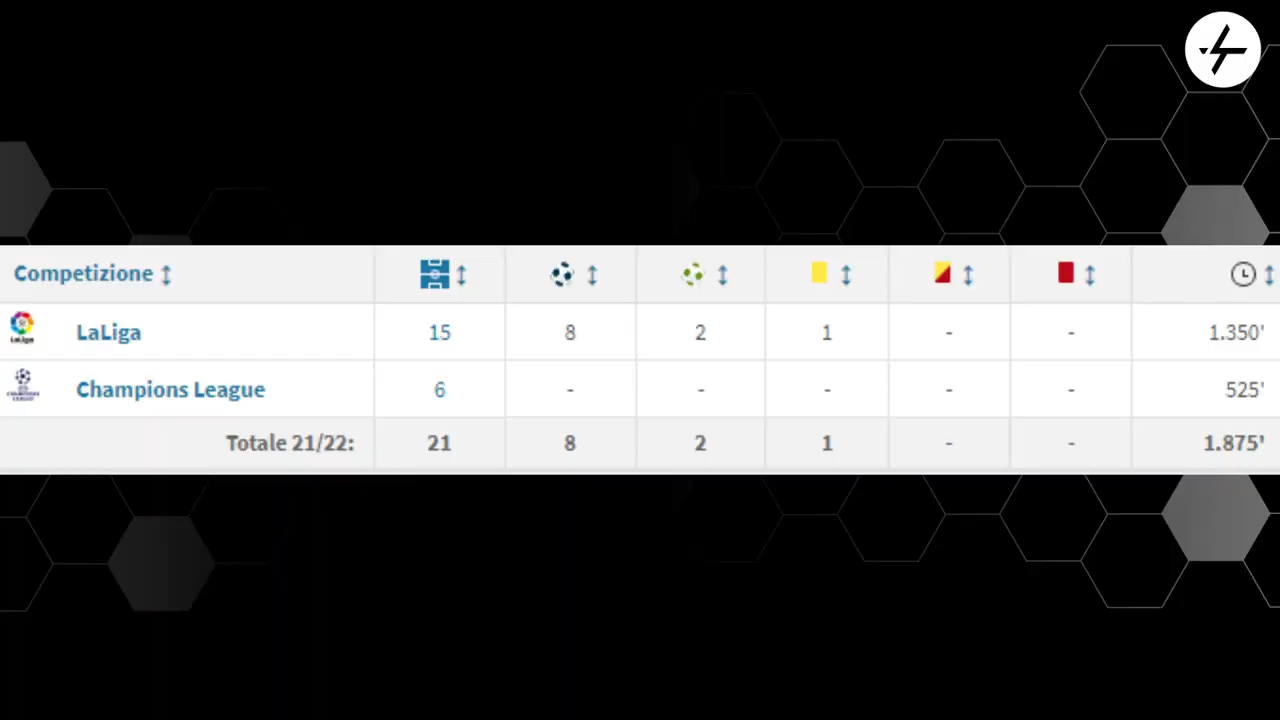 Competizione
LaLiga 15 8 2 1 - - 1.350'
Champions League 6 - - - - - 525'
Totale 21/22: 21 8 2 1 - - 1.875'